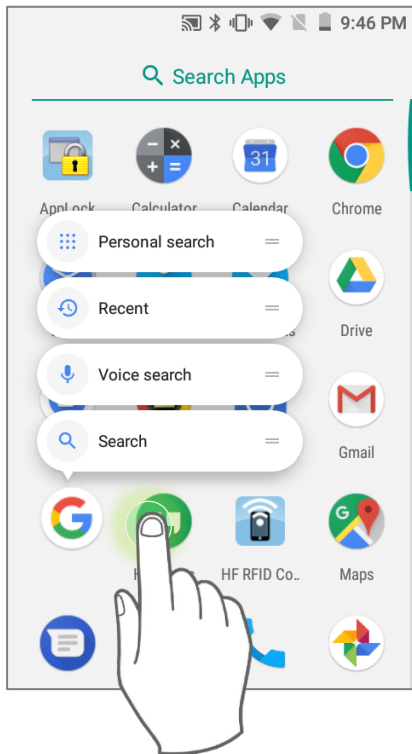 9:46 PM
Search Apps
31
AppLock Calculator Calendar Chrome
Personal search
Drive
Recent
Voice search
Gmail
Search
G
HF RFID Co..
Maps